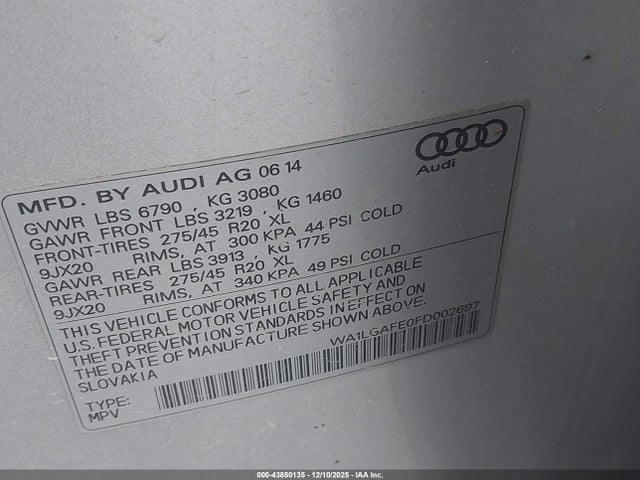 Audi
MFD. BY AUDI AG 06 14
GVWR LBS 6790 , KG 3080
GAWR FRONT LBS 3219 , KG 1460
FRONT-TIRES 275/45 R20 XL
9JX20 RIMS, AT 300 KPA 44 PSI COLD
GAWR REAR LBS 3913 , KG 1775
REAR-TIRES 275/45 R20 XL
9JX20 RIMS, AT 340 KPA 49 PSI COLD
THIS VEHICLE CONFORMS TO ALL APPLICABLE
U.S. FEDERAL MOTOR VEHICLE SAFETY AND
THEFT PREVENTION STANDARDS IN EFFECT ON
THE DATE OF MANUFACTURE SHOWN ABOVE.
SLOVAKIA
WA1LGAFE0FD002697
TYPE:
MPV
000-43850135 - 12/10/2025 - IAA Inc.